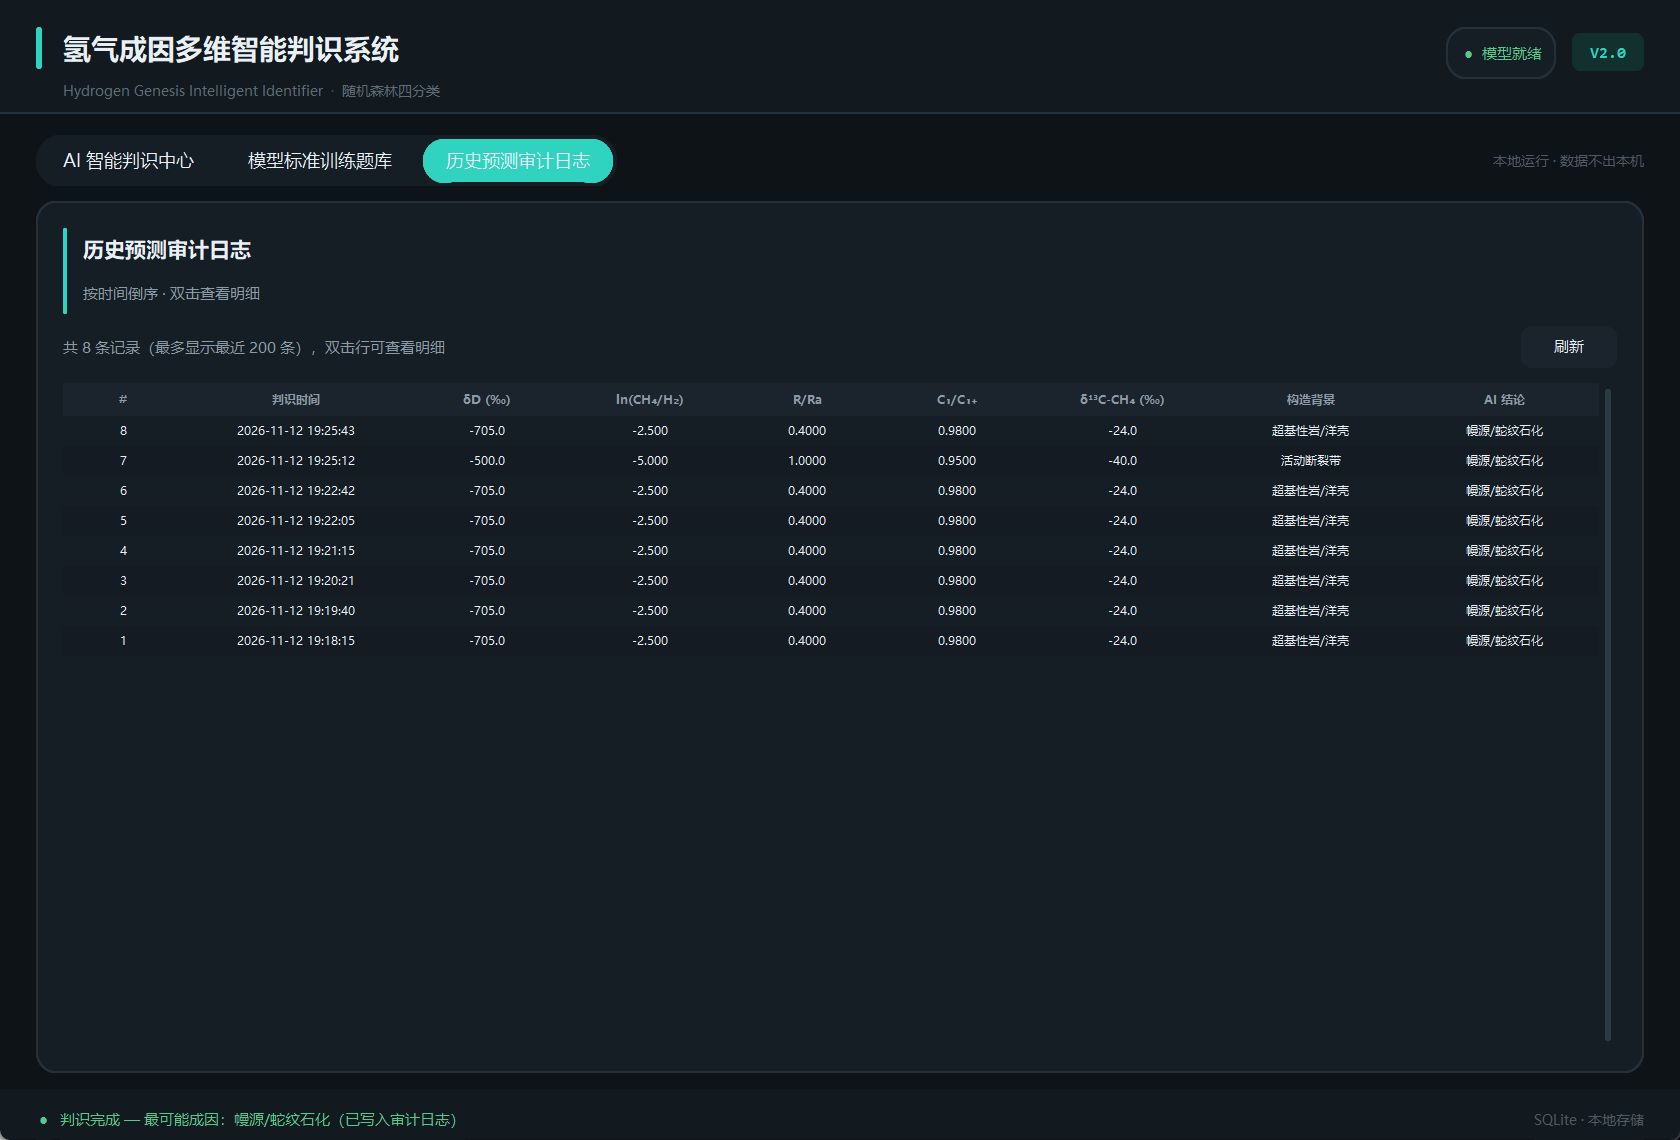 氢气成因多维智能判识系统
Hydrogen Genesis Intelligent Identifier · 随机森林四分类
● 模型就绪
V2.0
AI 智能判识中心
模型标准训练题库
历史预测审计日志
本地运行 · 数据不出本机
历史预测审计日志
按时间倒序 · 双击查看明细
共 8 条记录（最多显示最近 200 条），双击行可查看明细
刷新
# 判识时间 δD (‰) ln(CH₄/H₂) R/Ra C₁/C₁₊ δ¹³C-CH₄ (‰) 构造背景 AI 结论
8 2026-11-12 19:25:43 -705.0 -2.500 0.4000 0.9800 -24.0 超基性岩/洋壳 幔源/蛇纹石化
7 2026-11-12 19:25:12 -500.0 -5.000 1.0000 0.9500 -40.0 活动断裂带 幔源/蛇纹石化
6 2026-11-12 19:22:42 -705.0 -2.500 0.4000 0.9800 -24.0 超基性岩/洋壳 幔源/蛇纹石化
5 2026-11-12 19:22:05 -705.0 -2.500 0.4000 0.9800 -24.0 超基性岩/洋壳 幔源/蛇纹石化
4 2026-11-12 19:21:15 -705.0 -2.500 0.4000 0.9800 -24.0 超基性岩/洋壳 幔源/蛇纹石化
3 2026-11-12 19:20:21 -705.0 -2.500 0.4000 0.9800 -24.0 超基性岩/洋壳 幔源/蛇纹石化
2 2026-11-12 19:19:40 -705.0 -2.500 0.4000 0.9800 -24.0 超基性岩/洋壳 幔源/蛇纹石化
1 2026-11-12 19:18:15 -705.0 -2.500 0.4000 0.9800 -24.0 超基性岩/洋壳 幔源/蛇纹石化
● 判识完成 — 最可能成因：幔源/蛇纹石化（已写入审计日志）
SQLite · 本地存储